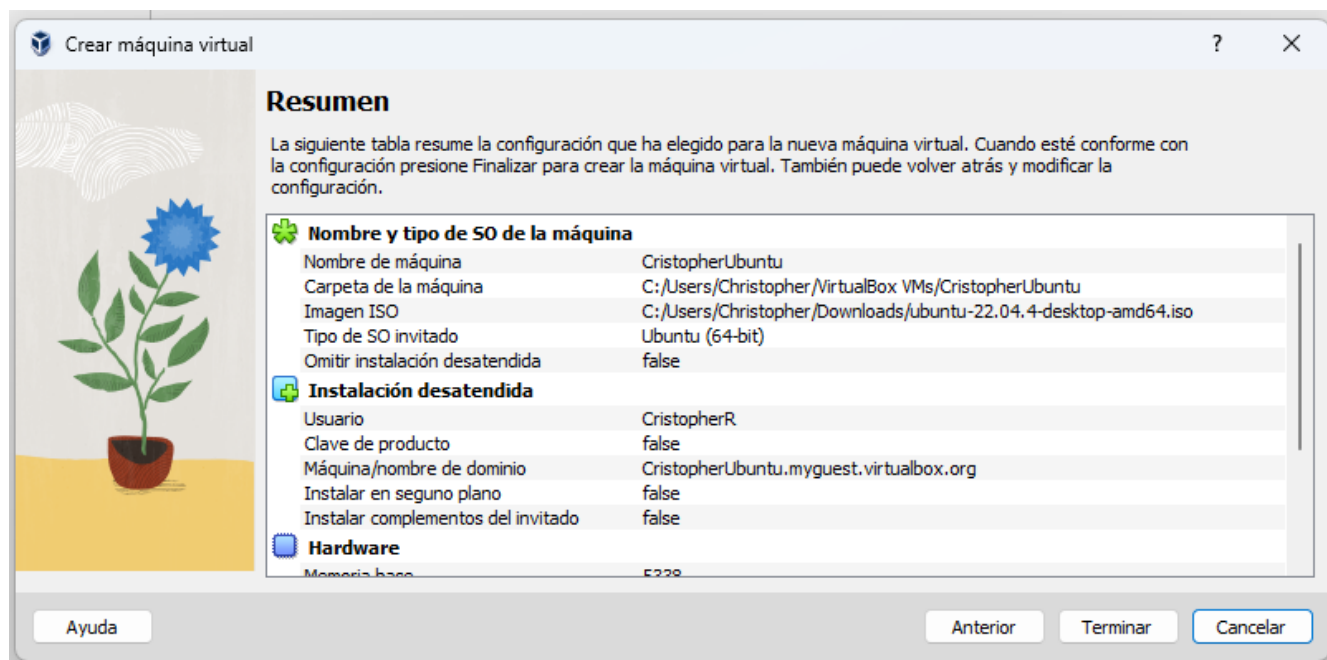 Crear máquina virtual
?
Resumen
La siguiente tabla resume la configuración que ha elegido para la nueva máquina virtual. Cuando esté conforme con
la configuración presione Finalizar para crear la máquina virtual. También puede volver atrás y modificar la
configuración.
Nombre y tipo de SO de la máquina
Nombre de máquina CristopherUbuntu
Carpeta de la máquina C:/Users/Christopher/VirtualBox VMs/CristopherUbuntu
Imagen ISO C:/Users/Christopher/Downloads/ubuntu-22.04.4-desktop-amd64.iso
Tipo de SO invitado Ubuntu (64-bit)
Omitir instalación desatendida false
Instalación desatendida
Usuario CristopherR
Clave de producto false
Máquina/nombre de dominio CristopherUbuntu.myguest.virtualbox.org
Instalar en seguno plano false
Instalar complementos del invitado false
Hardware
Memoria base
Ayuda Anterior Terminar Cancelar